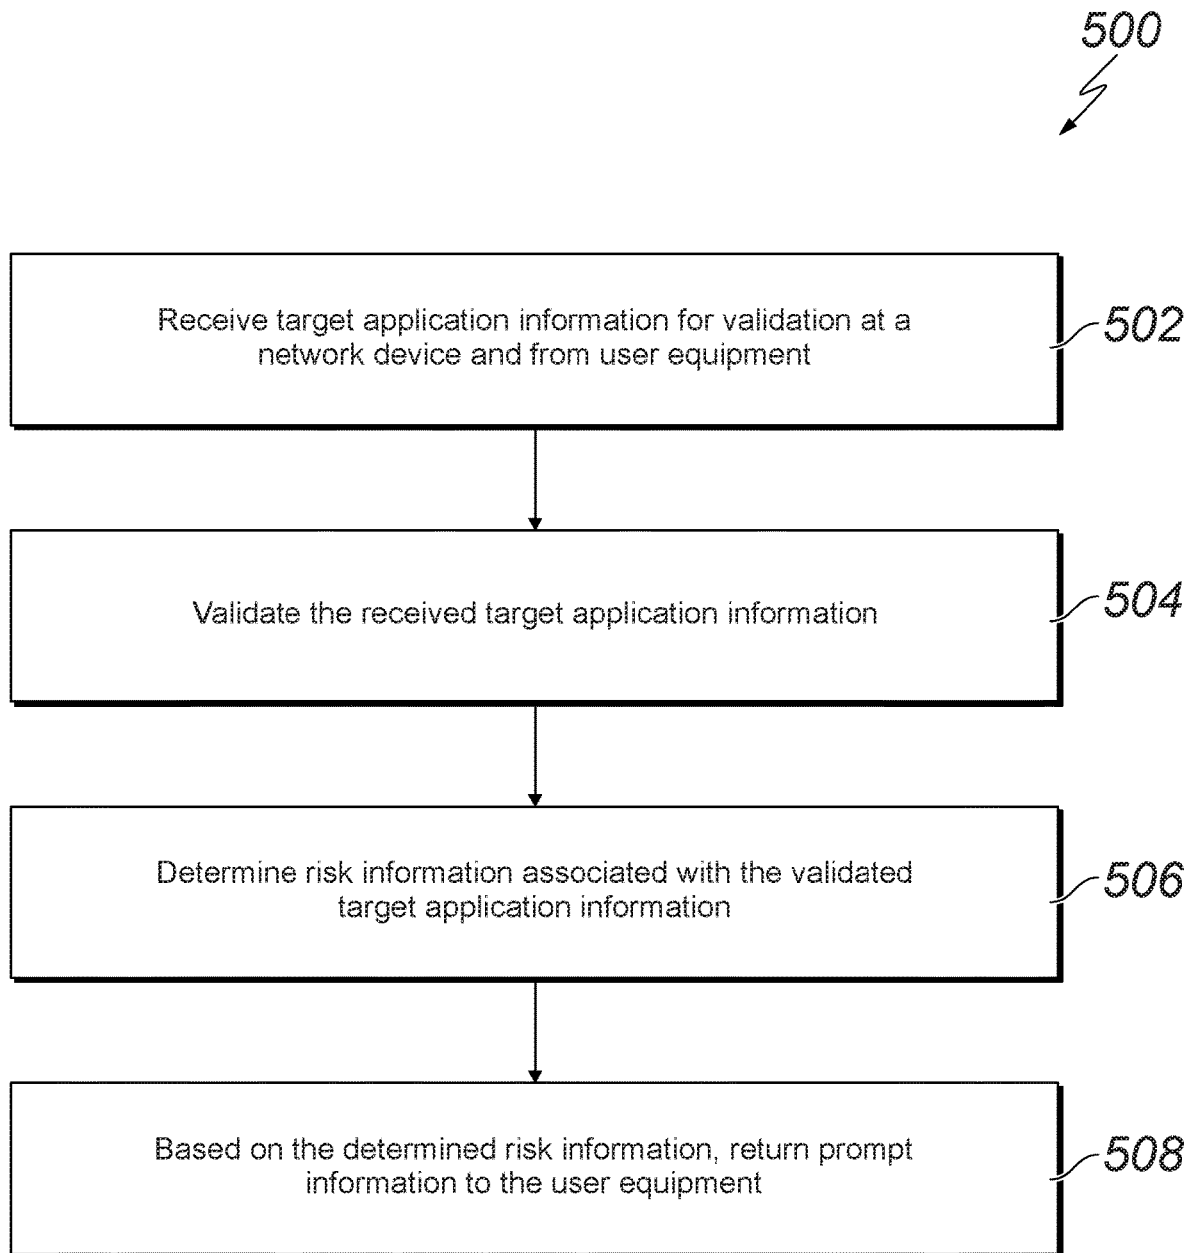 500
Receive target application information for validation at a
network device and from user equipment
502
Validate the received target application information
504
Determine risk information associated with the validated
target application information
506
Based on the determined risk information, return prompt
information to the user equipment
508